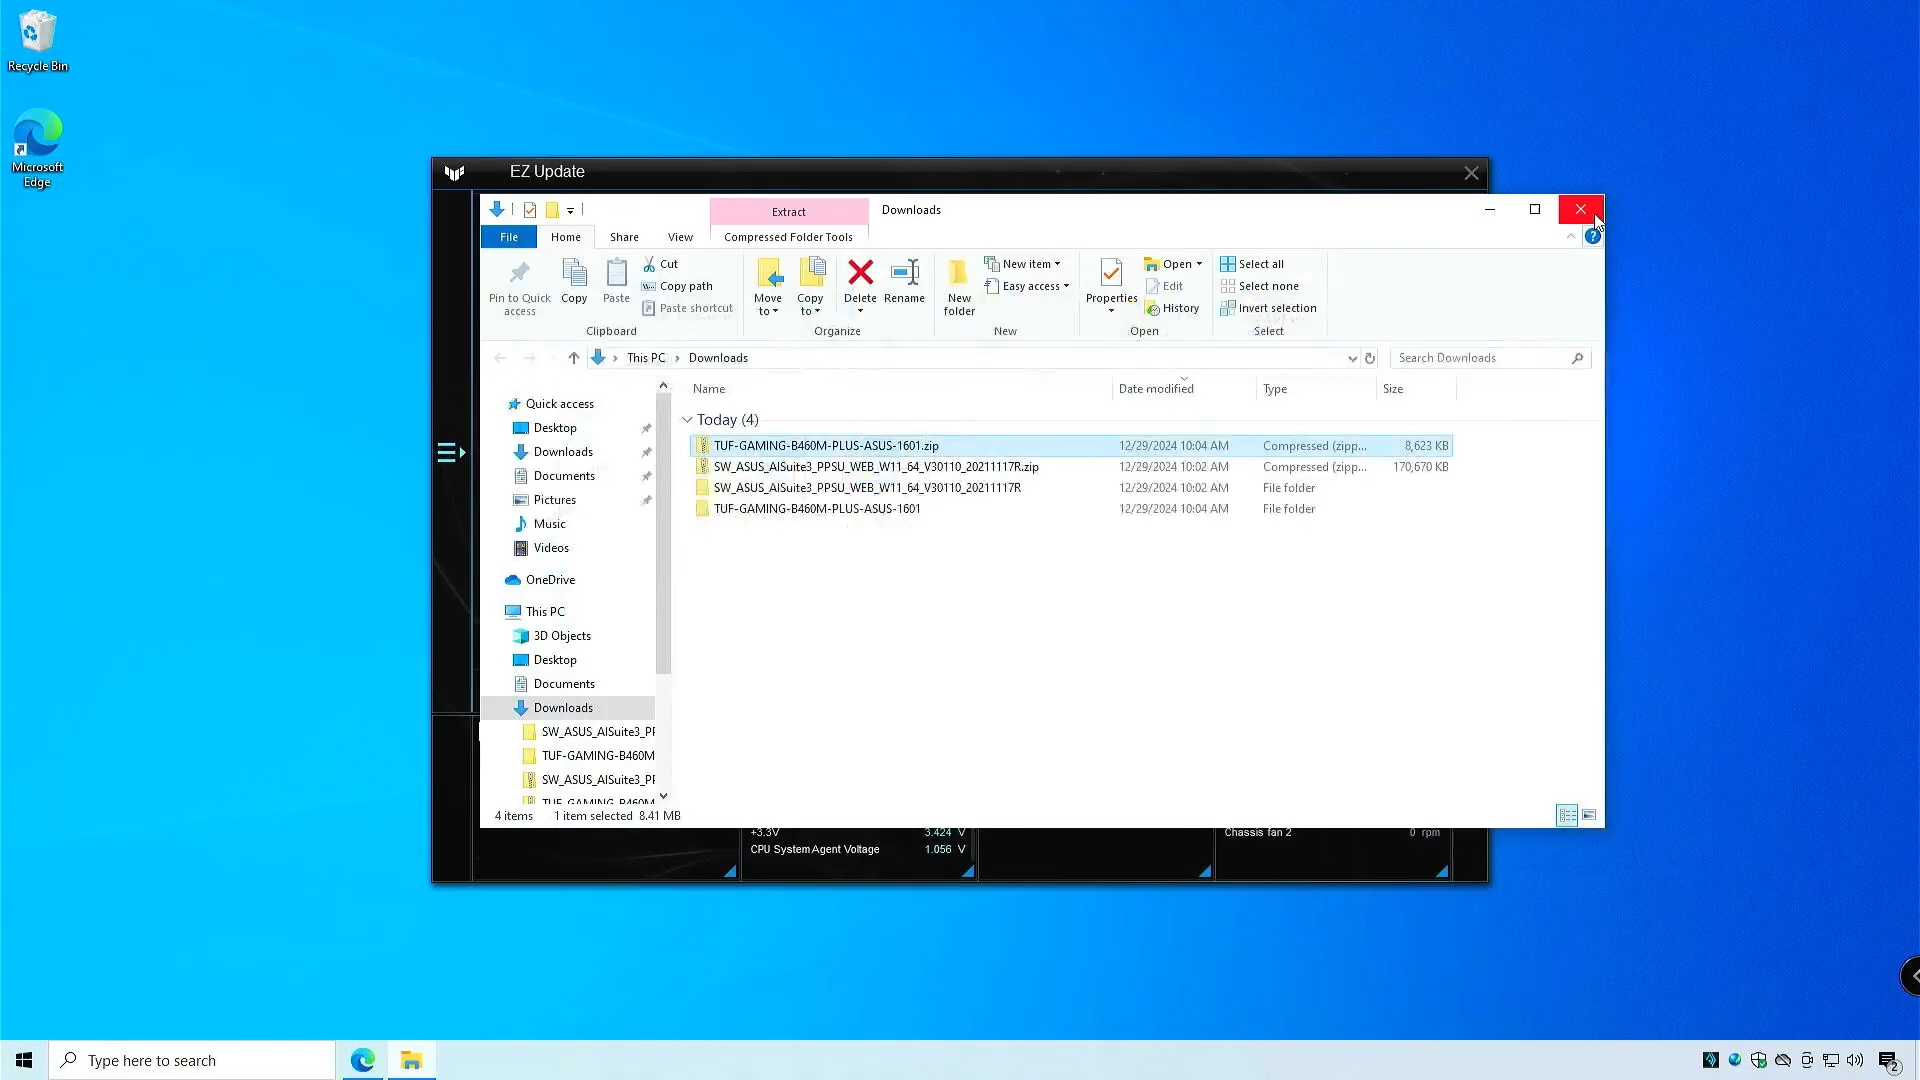 Recycle Bin
Microsoft
Edge
EZ Update
Extract
Downloads
File
Home
Share
View
Compressed Folder Tools
?
Pin to Quick
access
Copy
Paste
Cut
Copy path
Paste shortcut
Clipboard
Move
to
Copy
to
Delete
Rename
Organize
New
folder
New item
Easy access
New
Properties
Open
Edit
History
Open
Select all
Select none
Invert selection
Select
This PC
Downloads
Search Downloads
Name
Date modified
Type
Size
Today (4)
TUF-GAMING-B460M-PLUS-ASUS-1601.zip 12/29/2024 10:04 AM Compressed (zipp... 8,623 KB
SW_ASUS_AISuite3_PPSU_WEB_W11_64_V30110_20211117R.zip 12/29/2024 10:02 AM Compressed (zipp... 170,670 KB
SW_ASUS_AISuite3_PPSU_WEB_W11_64_V30110_20211117R 12/29/2024 10:02 AM File folder
TUF-GAMING-B460M-PLUS-ASUS-1601 12/29/2024 10:04 AM File folder
Quick access
Desktop
Downloads
Documents
Pictures
Music
Videos
OneDrive
This PC
3D Objects
Desktop
Documents
Downloads
SW_ASUS_AISuite3_PP
TUF-GAMING-B460M
SW_ASUS_AISuite3_PP
TUF-GAMING-B460M
4 items 1 item selected 8.41 MB
+3.3V 3.424 V
CPU System Agent Voltage 1.056 V
Chassis fan 2 0 rpm
Type here to search
2